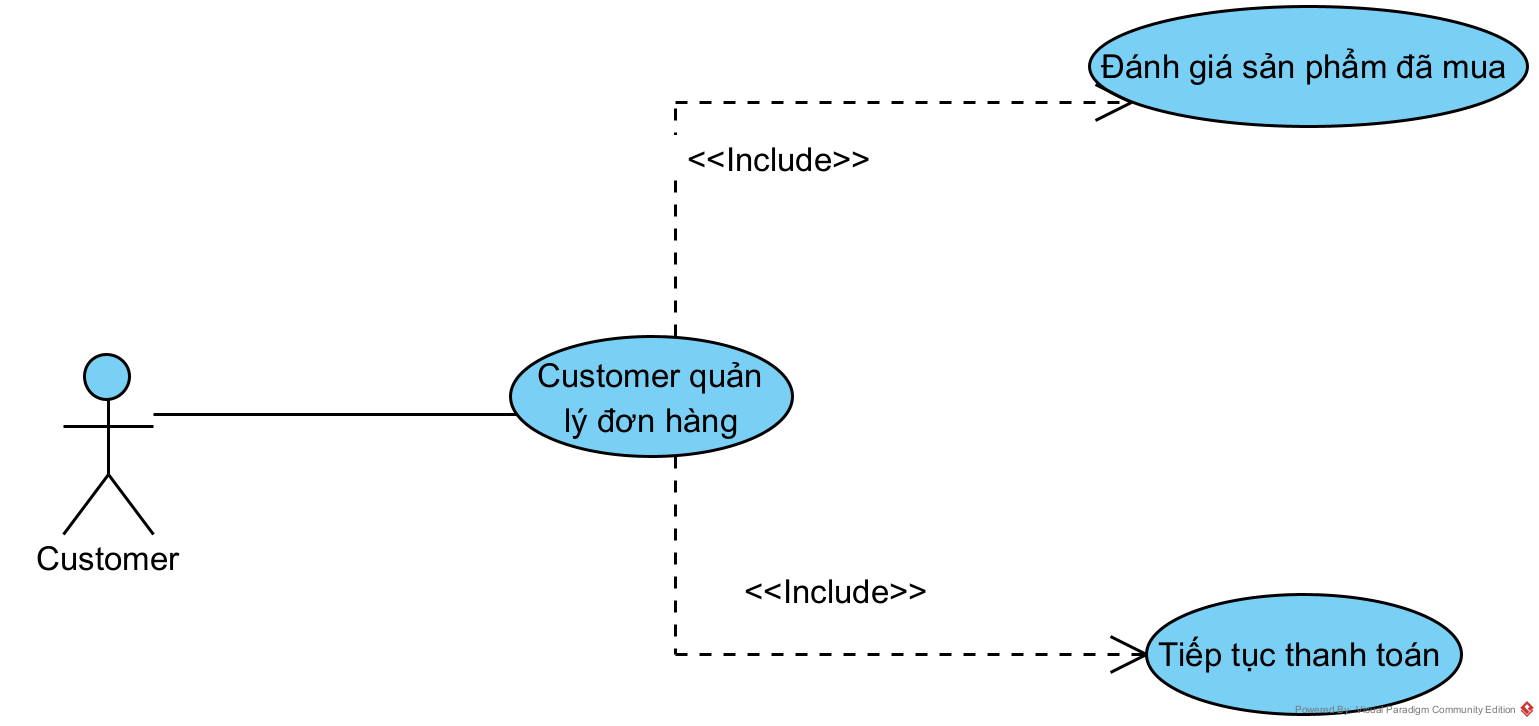 Đánh giá sản phẩm đã mua
<<Include>>
Customer quản
lý đơn hàng
Customer
<<Include>>
Tiếp tục thanh toán
Powered By: Visual Paradigm Community Edition